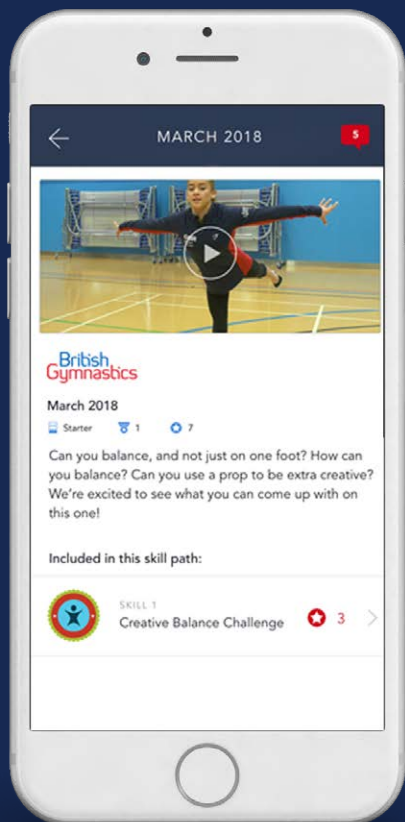 MARCH 2018
5
British
Gymnastics
March 2018
Starter 1 7
Can you balance, and not just on one foot? How can
you balance? Can you use a prop to be extra creative?
We're excited to see what you can come up with on
this one!
Included in this skill path:
SKILL 1
Creative Balance Challenge 3